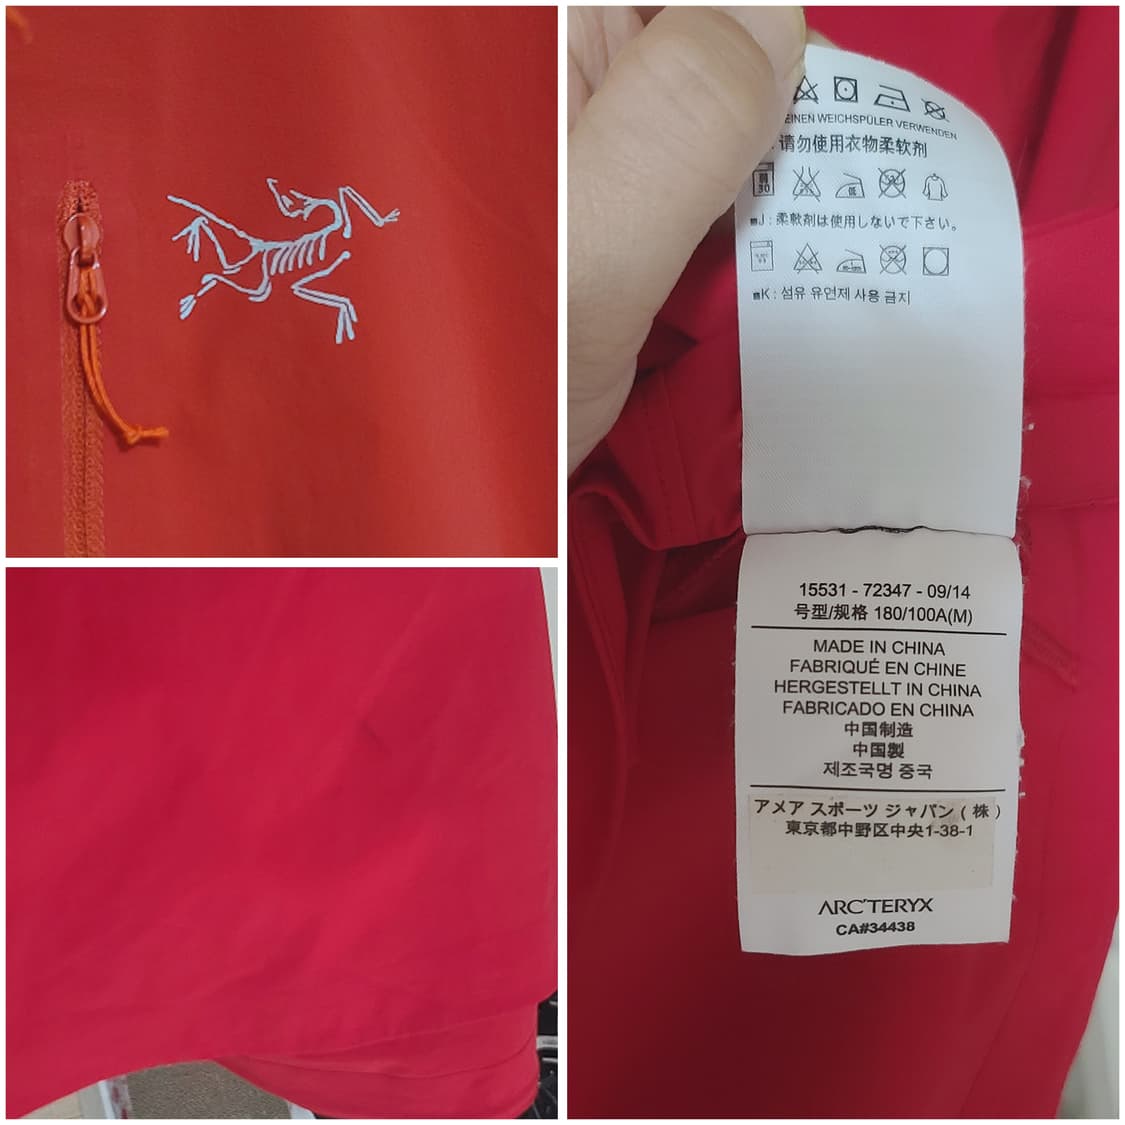 EINEN WEICHSPÜLER VERWENDEN
请勿使用衣物柔软剂
30
J : 柔軟剤は使用しないで下さい。
K : 섬유 유연제 사용 금지
15531 - 72347 - 09/14
号型/规格 180/100A(M)
MADE IN CHINA
FABRIQUÉ EN CHINE
HERGESTELLT IN CHINA
FABRICADO EN CHINA
中国制造
中国製
제조국명 중국
アメア スポーツ ジャパン ( 株 )
東京都中野区中央1-38-1
ARC'TERYX
CA#34438